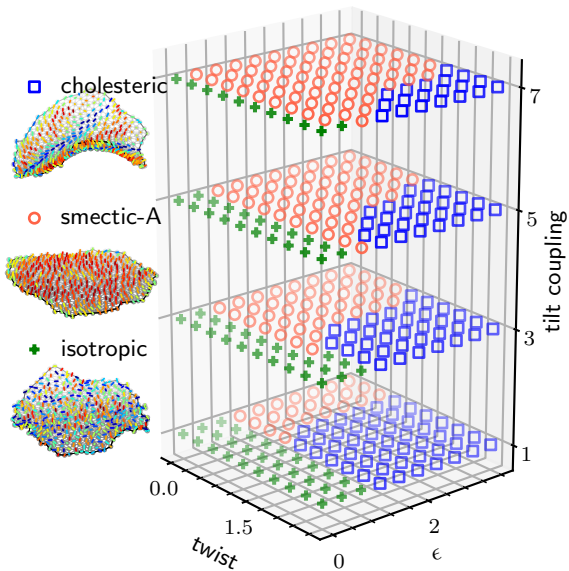 cholesteric
smectic-A
isotropic
7
5
3
1
tilt coupling
0.0
1.5
twist
0
2
ϵ